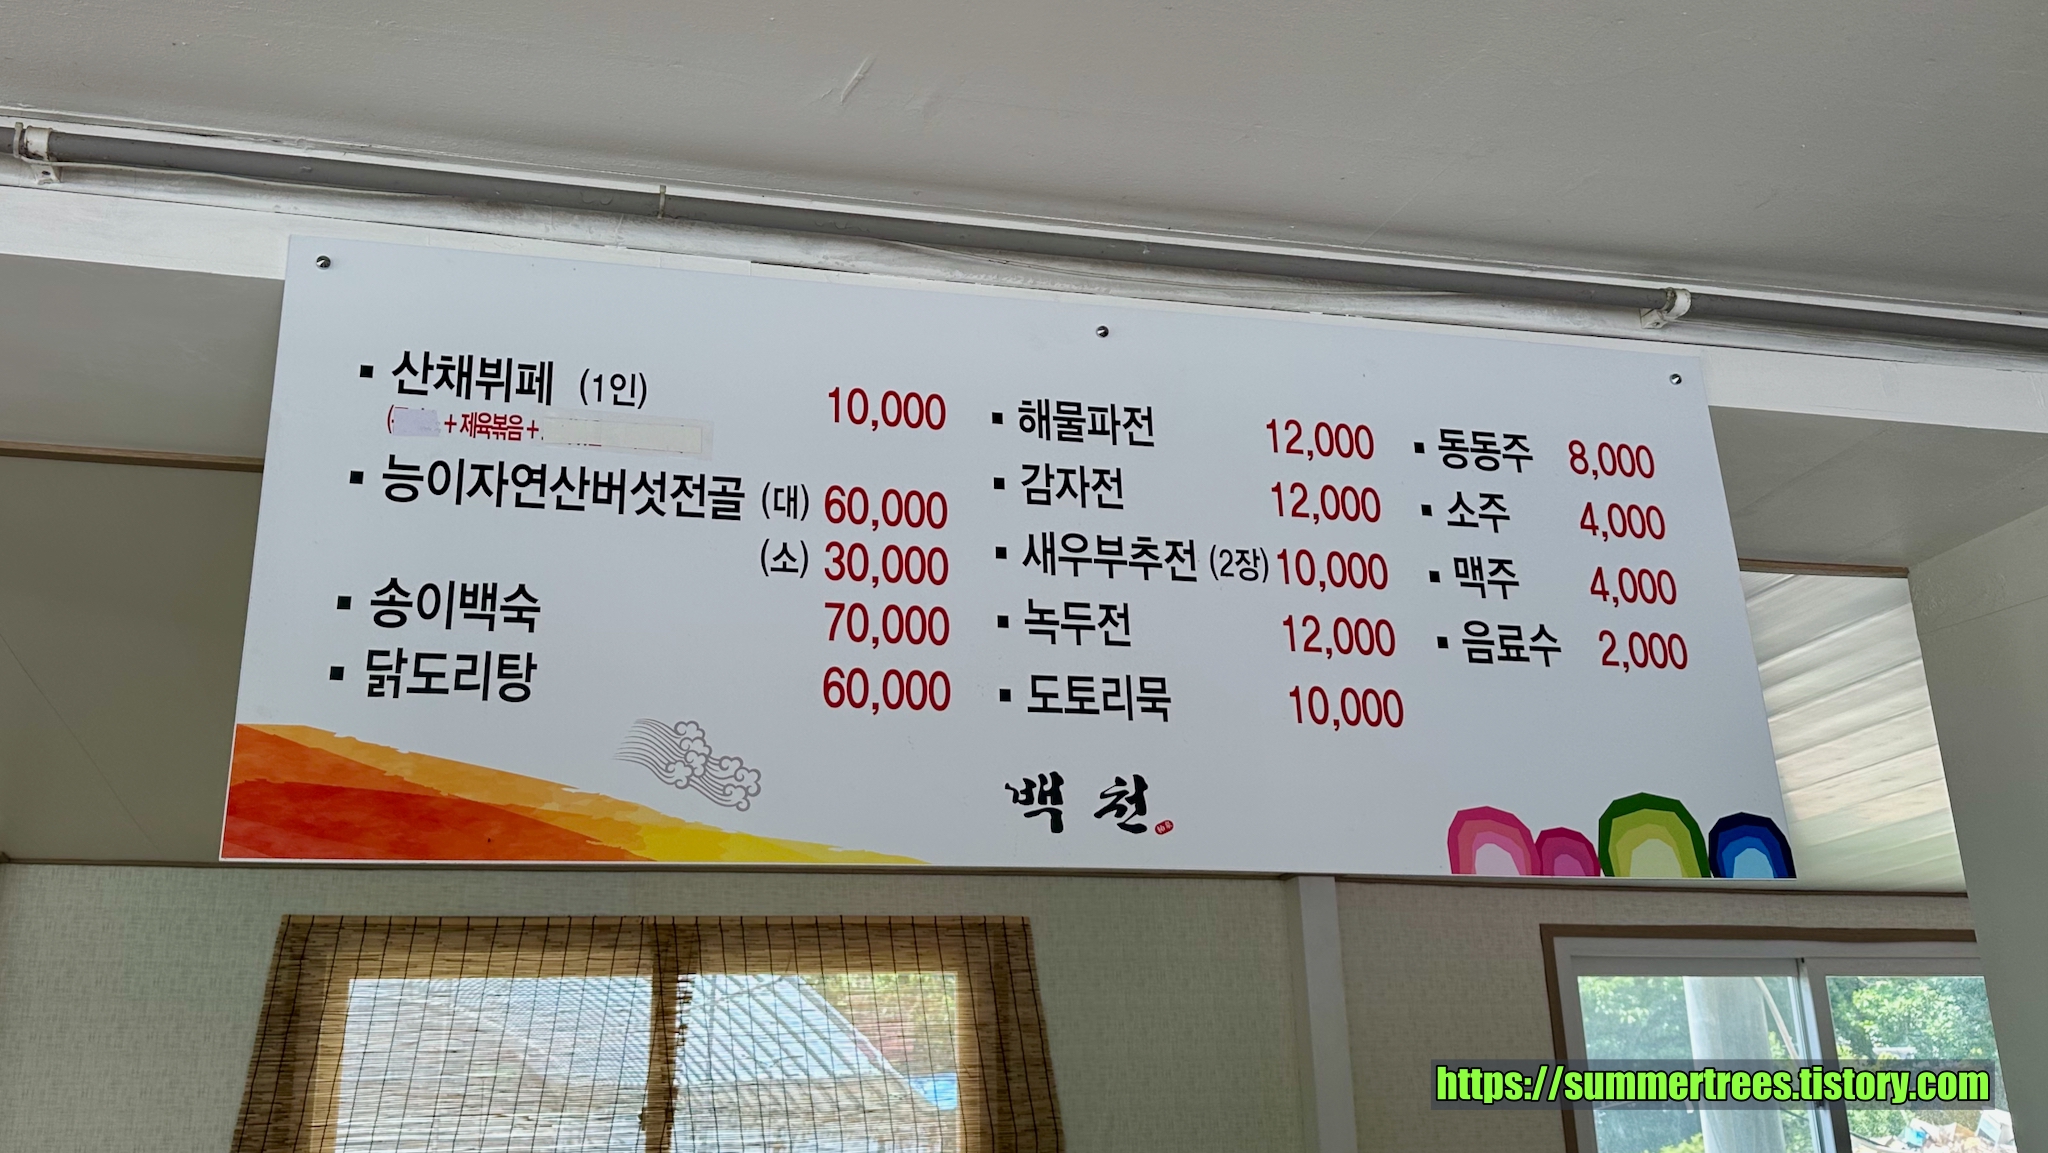 ▪ 산채뷔페 (1인) 10,000
+제육볶음+
▪ 능이자연산버섯전골 (대) 60,000
(소) 30,000
▪ 송이백숙 70,000
▪ 닭도리탕 60,000
▪ 해물파전 12,000
▪ 감자전 12,000
▪ 새우부추전 (2장) 10,000
▪ 녹두전 12,000
▪ 도토리묵 10,000
▪ 동동주 8,000
▪ 소주 4,000
▪ 맥주 4,000
▪ 음료수 2,000
백천
https://summertrees.tistory.com